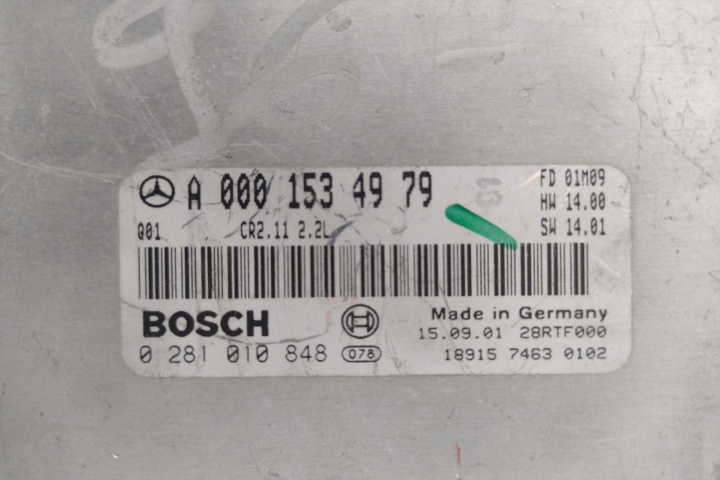 A 000 153 49 79
FD 01M09
HW 14.00
Q01 CR2.11 2.2L SW 14.01
BOSCH Made in Germany
15.09.01 28RTF000
0 281 010 848 078 18915 7463 0102